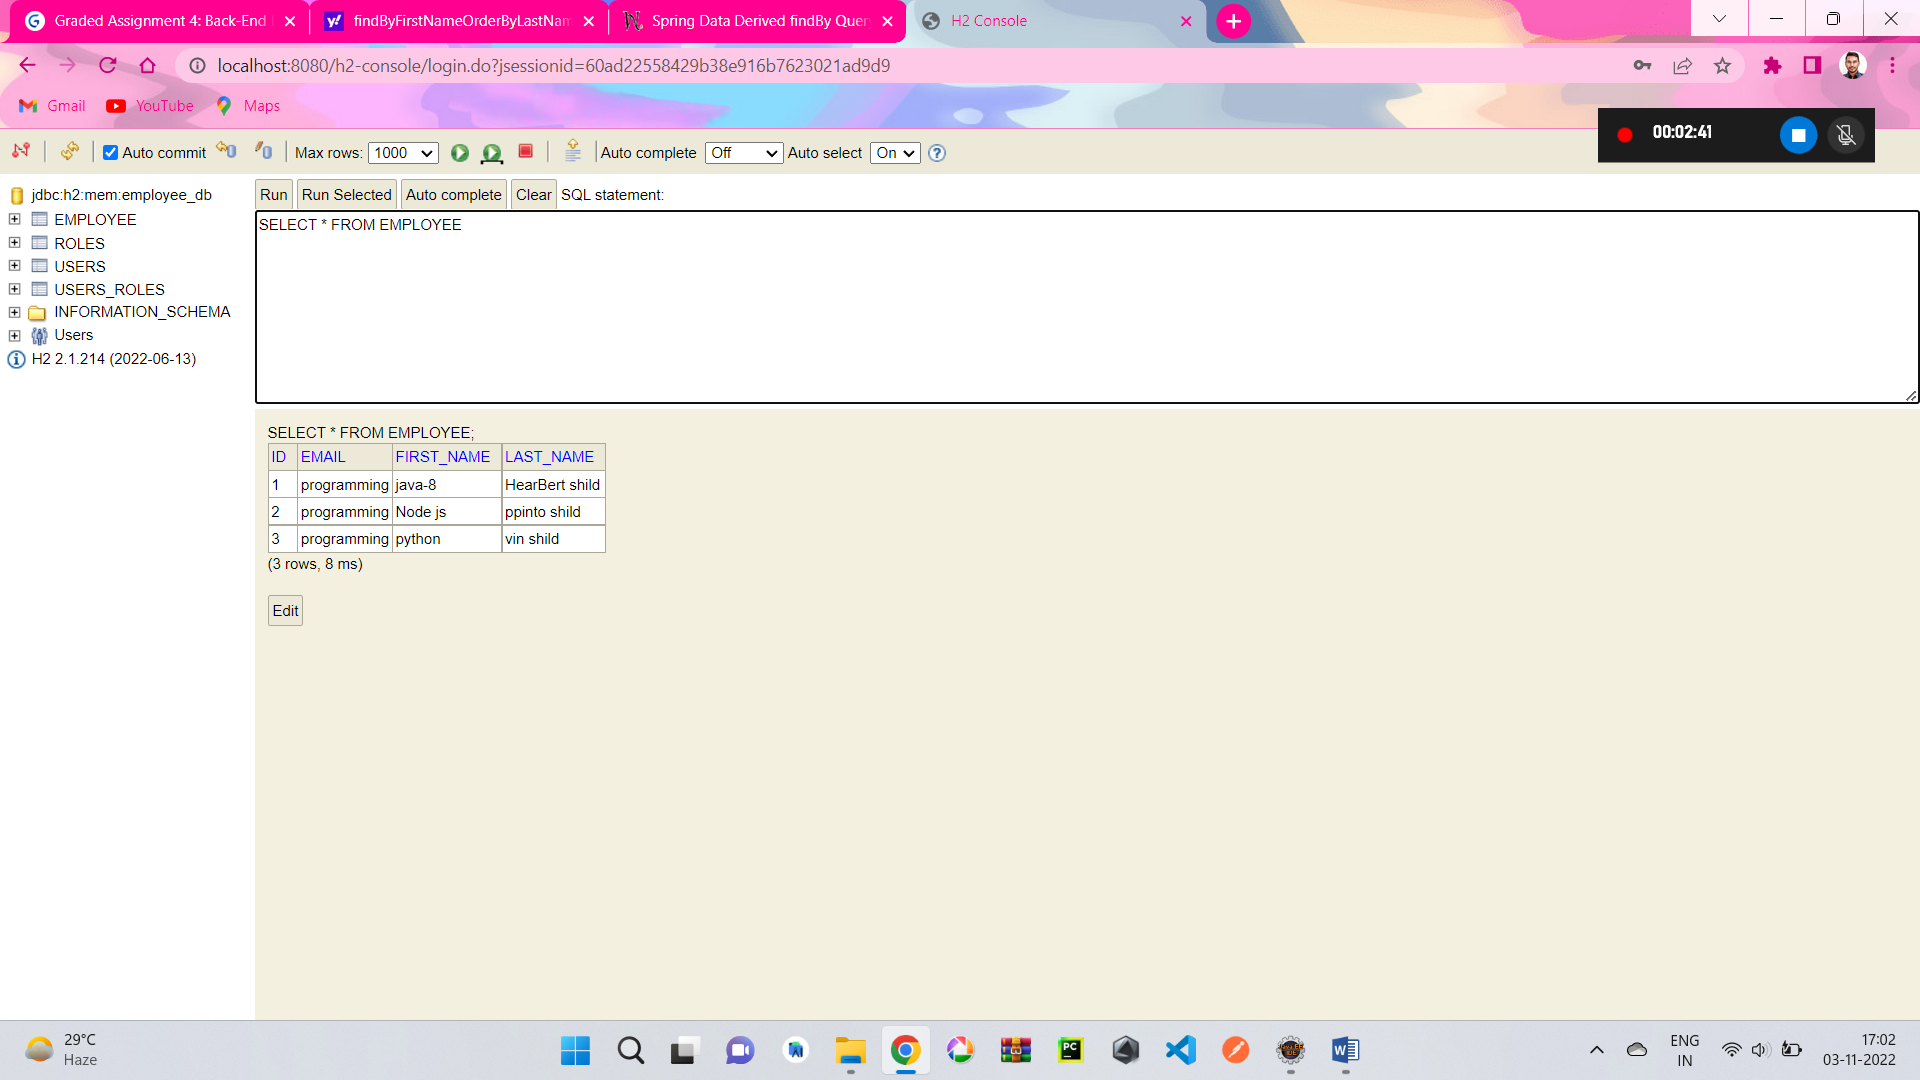 Graded Assignment 4: Back-End
findByFirstNameOrderByLastNam
Spring Data Derived findBy Quer
H2 Console
localhost:8080/h2-console/login.do?jsessionid=60ad22558429b38e916b7623021ad9d9
Gmail YouTube Maps
00:02:41
Auto commit Max rows: 1000 Auto complete Off Auto select On
jdbc:h2:mem:employee_db
EMPLOYEE
ROLES
USERS
USERS_ROLES
INFORMATION_SCHEMA
Users
H2 2.1.214 (2022-06-13)
Run Run Selected Auto complete Clear SQL statement:
SELECT * FROM EMPLOYEE
SELECT * FROM EMPLOYEE;
ID EMAIL FIRST_NAME LAST_NAME
1 programming java-8 HearBert shild
2 programming Node js ppinto shild
3 programming python vin shild
(3 rows, 8 ms)
Edit
29°C
Haze
ENG
IN
17:02
03-11-2022